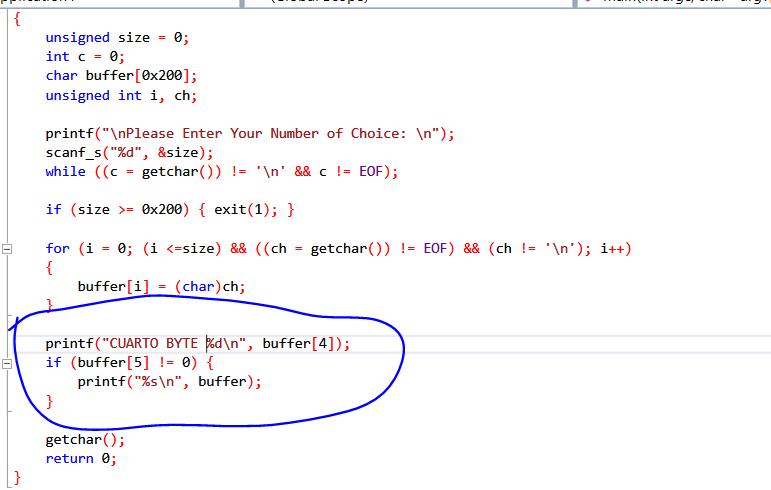 {
unsigned size = 0;
int c = 0;
char buffer[0x200];
unsigned int i, ch;
printf("\nPlease Enter Your Number of Choice: \n");
scanf_s("%d", &size);
while ((c = getchar()) != '\n' && c != EOF);
if (size >= 0x200) { exit(1); }
for (i = 0; (i <=size) && ((ch = getchar()) != EOF) && (ch != '\n'); i++)
{
buffer[i] = (char)ch;
}
printf("CUARTO BYTE %d\n", buffer[4]);
if (buffer[5] != 0) {
printf("%s\n", buffer);
}
getchar();
return 0;
}